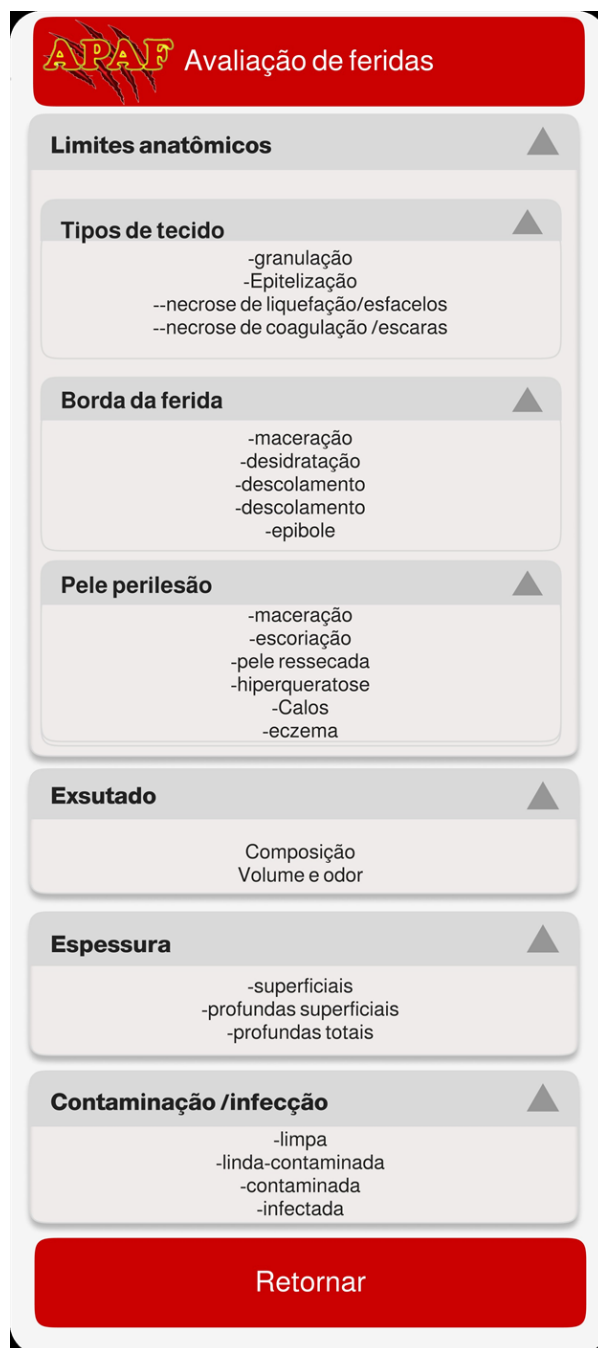 APAF Avaliação de feridas
Limites anatômicos
Tipos de tecido
-granulação
-Epitelização
--necrose de liquefação/esfacelos
--necrose de coagulação /escaras
Borda da ferida
-maceração
-desidratação
-descolamento
-descolamento
-epibole
Pele perilesão
-maceração
-escoriação
-pele ressecada
-hiperqueratose
-Calos
-eczema
Exsutado
Composição
Volume e odor
Espessura
-superficiais
-profundas superficiais
-profundas totais
Contaminação /infecção
-limpa
-linda-contaminada
-contaminada
-infectada
Retornar